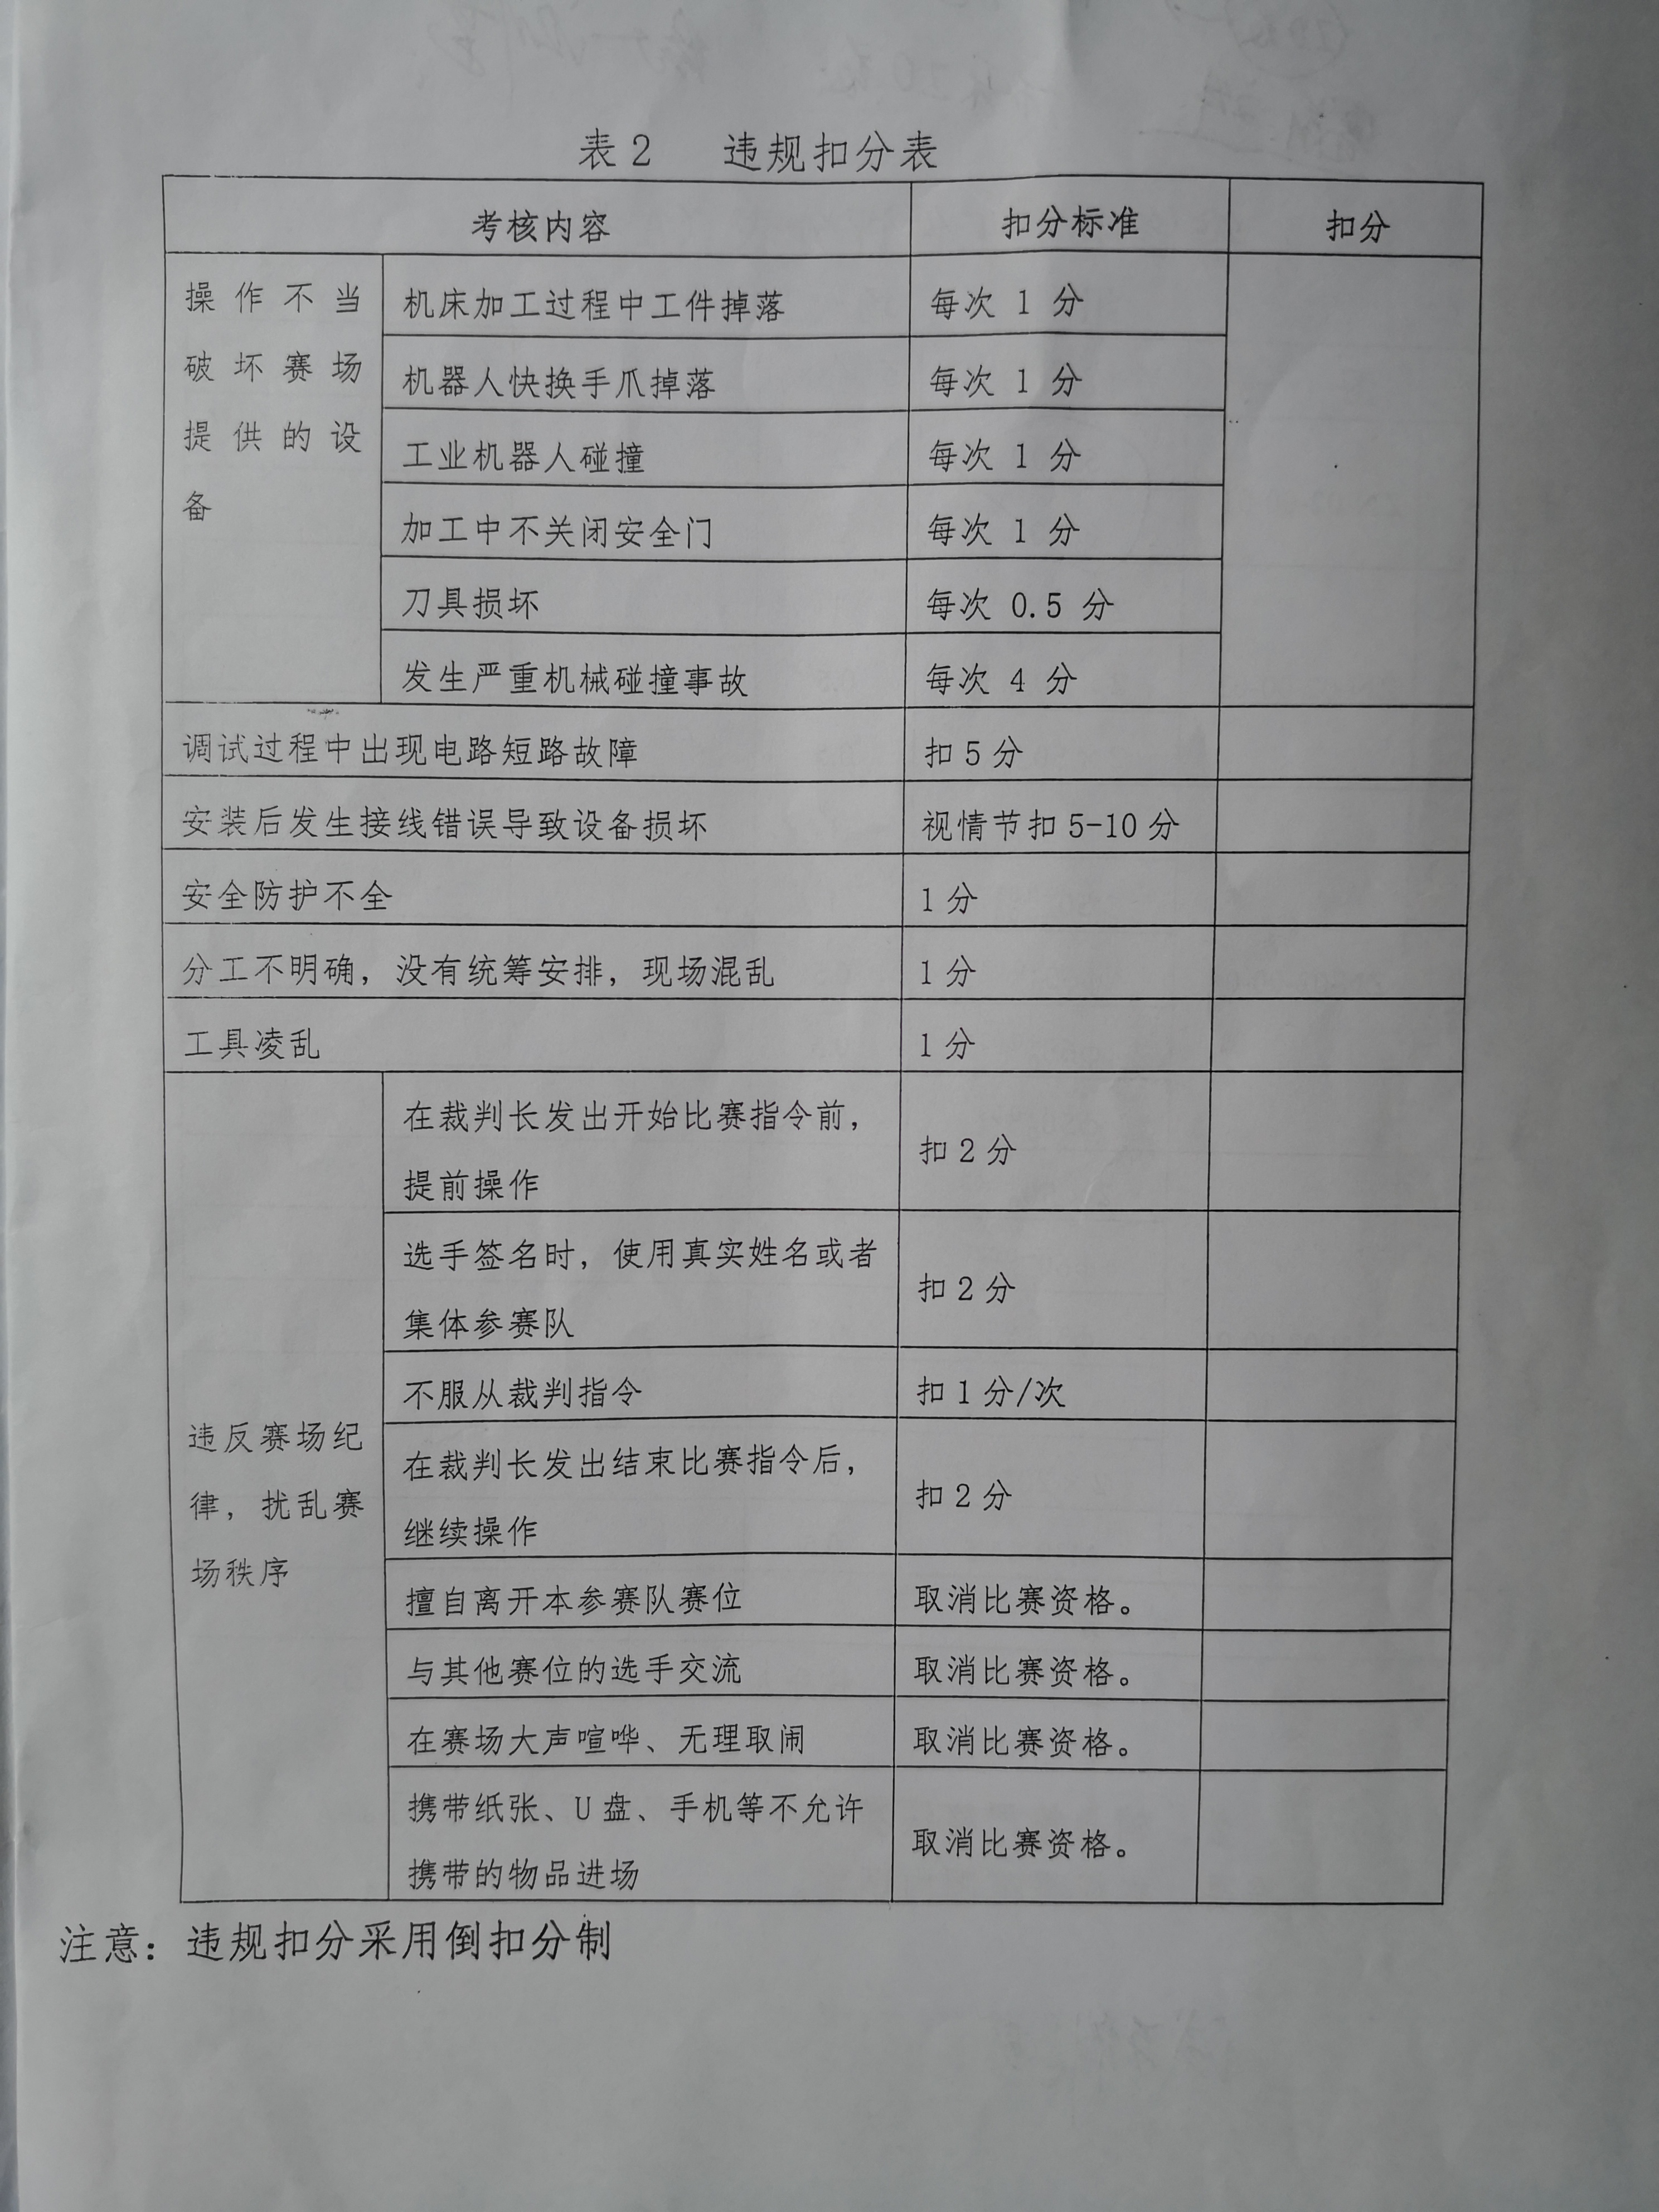 表2 违规扣分表
考核内容 扣分标准 扣分
操作不当
破坏赛场
提供的设
备
机床加工过程中工件掉落 每次 1 分
机器人快换手爪掉落 每次 1 分
工业机器人碰撞 每次 1 分
加工中不关闭安全门 每次 1 分
刀具损坏 每次 0.5 分
发生严重机械碰撞事故 每次 4 分
调试过程中出现电路短路故障 扣5分
安装后发生接线错误导致设备损坏 视情节扣5-10分
安全防护不全 1分
分工不明确，没有统筹安排，现场混乱 1分
工具凌乱 1分
违反赛场纪
律，扰乱赛
场秩序
在裁判长发出开始比赛指令前，
提前操作
扣2分
选手签名时，使用真实姓名或者
集体参赛队
扣2分
不服从裁判指令 扣1分/次
在裁判长发出结束比赛指令后，
继续操作
扣2分
擅自离开本参赛队赛位 取消比赛资格。
与其他赛位的选手交流 取消比赛资格。
在赛场大声喧哗、无理取闹 取消比赛资格。
携带纸张、U盘、手机等不允许
携带的物品进场
取消比赛资格。
注意：违规扣分采用倒扣分制